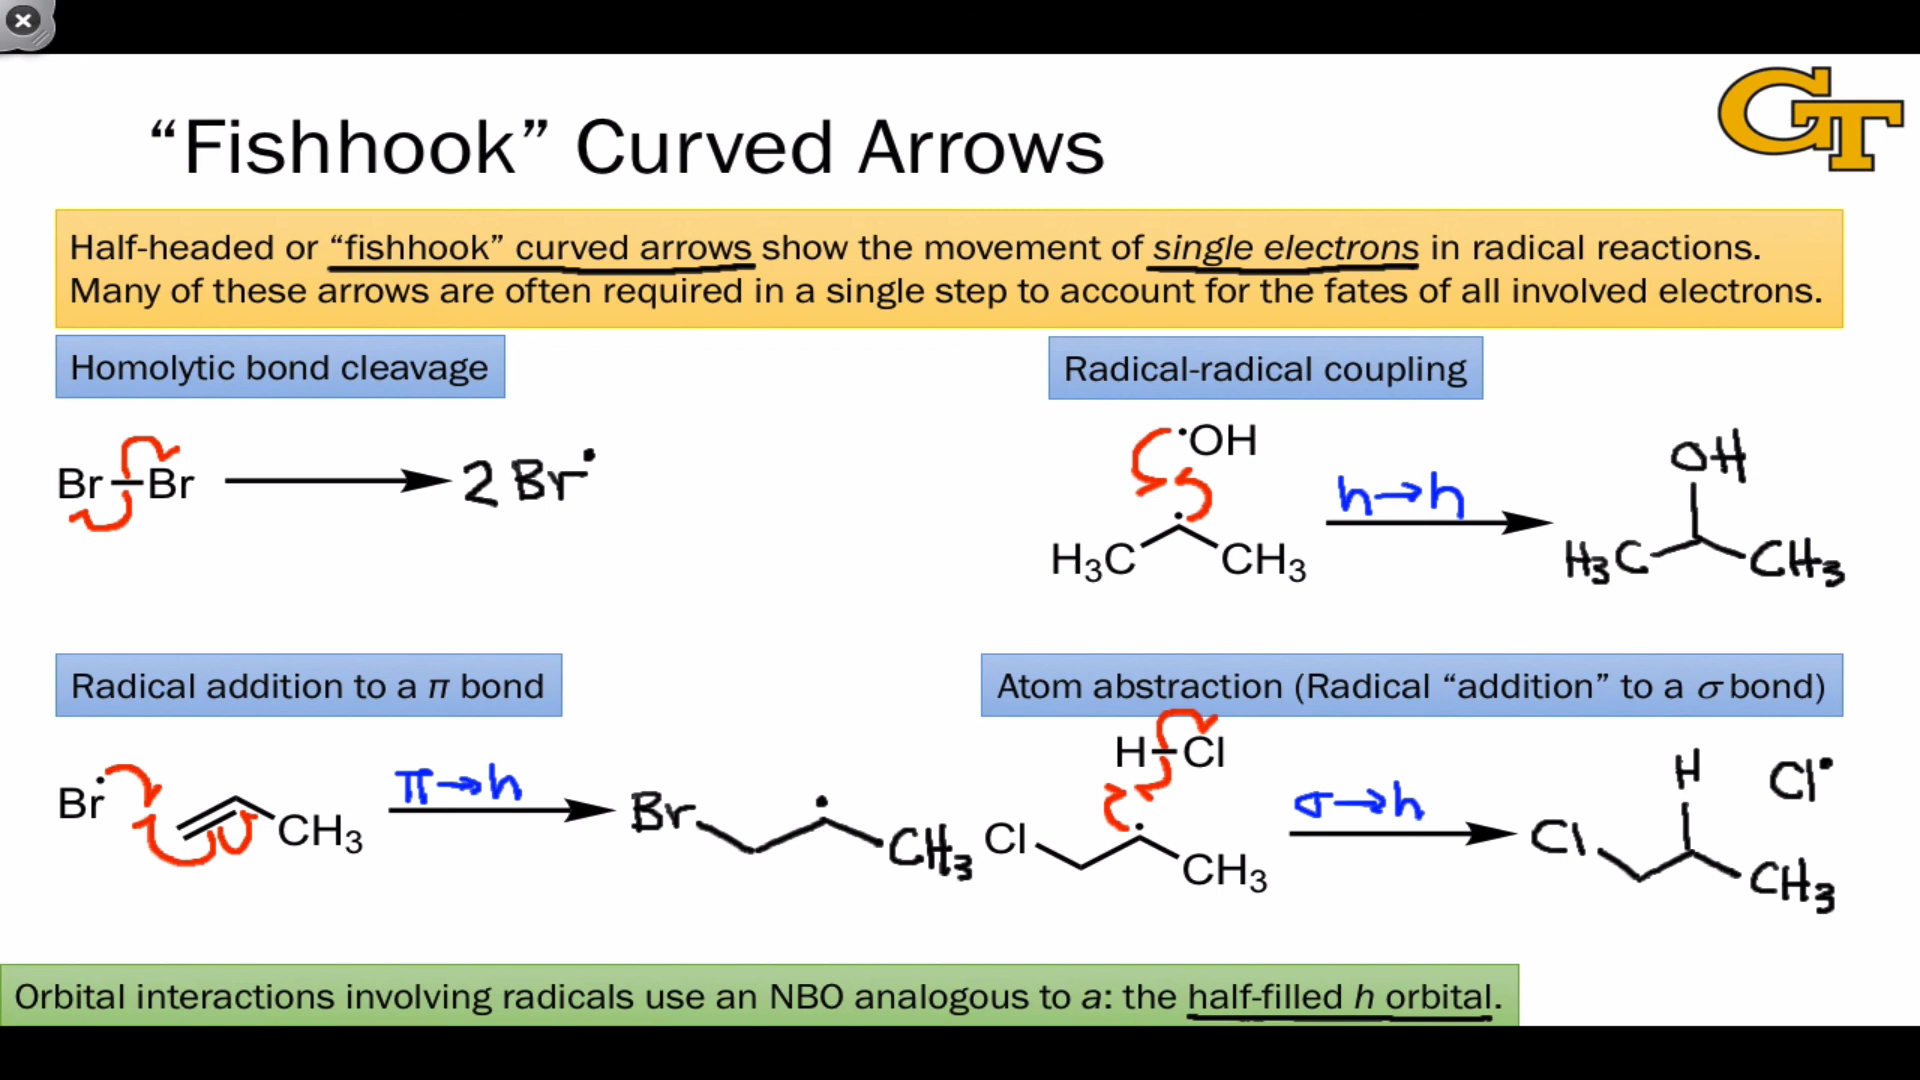 GT
“Fishhook” Curved Arrows
Half-headed or “fishhook” curved arrows show the movement of single electrons in radical reactions.
Many of these arrows are often required in a single step to account for the fates of all involved electrons.
Homolytic bond cleavage
Br Br 2 Br•
Radical-radical coupling
•OH
H3C CH3
h→h
OH
H3C CH3
Radical addition to a π bond
Br• CH3
π→h
Br CH3
Atom abstraction (Radical “addition” to a σ bond)
H Cl
Cl CH3
σ→h
H Cl•
Cl CH3
Orbital interactions involving radicals use an NBO analogous to a: the half-filled h orbital.